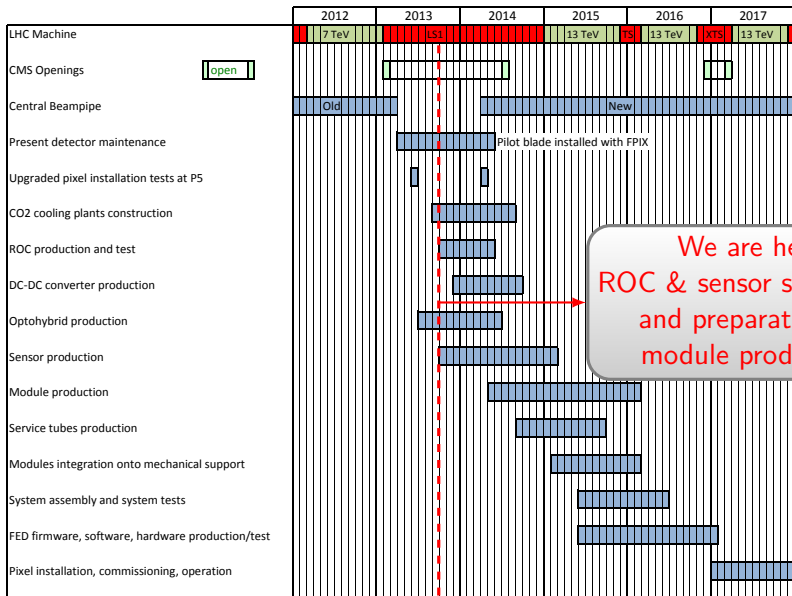 2012 2013 2014 2015 2016 2017
LHC Machine 7 TeV LS1 13 TeV TS 13 TeV XTS 13 TeV
CMS Openings open
Central Beampipe Old New
Present detector maintenance Pilot blade installed with FPIX
Upgraded pixel installation tests at P5
CO2 cooling plants construction
ROC production and test
DC-DC converter production
Optohybrid production
Sensor production
Module production
Service tubes production
Modules integration onto mechanical support
System assembly and system tests
FED firmware, software, hardware production/test
Pixel installation, commissioning, operation
We are he
ROC & sensor s
and preparat
module prod